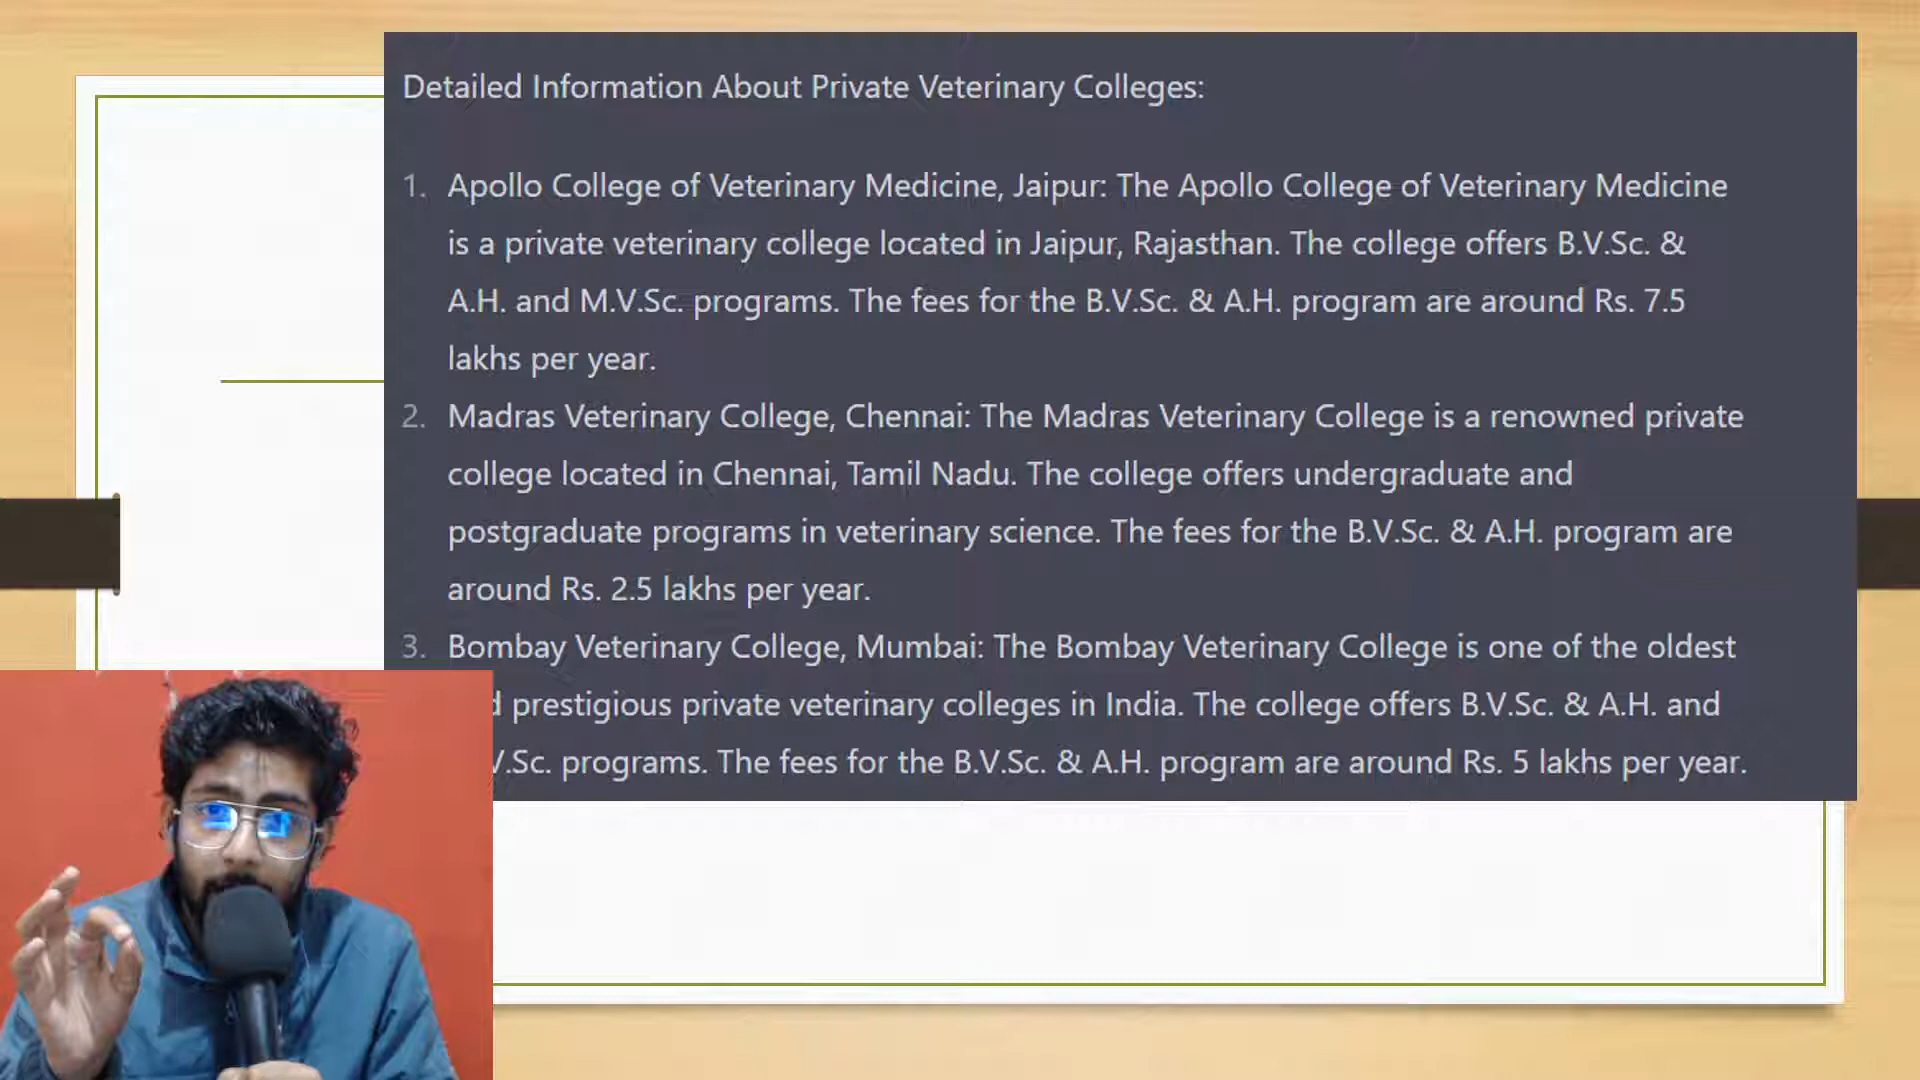 Detailed Information About Private Veterinary Colleges:
1. Apollo College of Veterinary Medicine, Jaipur: The Apollo College of Veterinary Medicine
is a private veterinary college located in Jaipur, Rajasthan. The college offers B.V.Sc. &
A.H. and M.V.Sc. programs. The fees for the B.V.Sc. & A.H. program are around Rs. 7.5
lakhs per year.
2. Madras Veterinary College, Chennai: The Madras Veterinary College is a renowned private
college located in Chennai, Tamil Nadu. The college offers undergraduate and
postgraduate programs in veterinary science. The fees for the B.V.Sc. & A.H. program are
around Rs. 2.5 lakhs per year.
3. Bombay Veterinary College, Mumbai: The Bombay Veterinary College is one of the oldest
prestigious private veterinary colleges in India. The college offers B.V.Sc. & A.H. and
programs. The fees for the B.V.Sc. & A.H. program are around Rs. 5 lakhs per year.